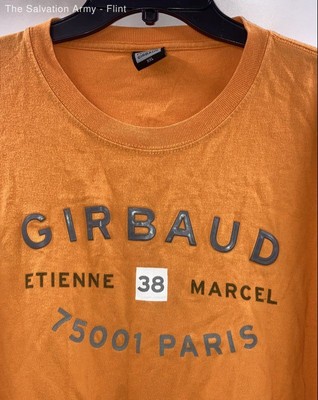 The Salvation Army - Flint
GIRBAUD
ETIENNE 38 MARCEL
75001 PARIS